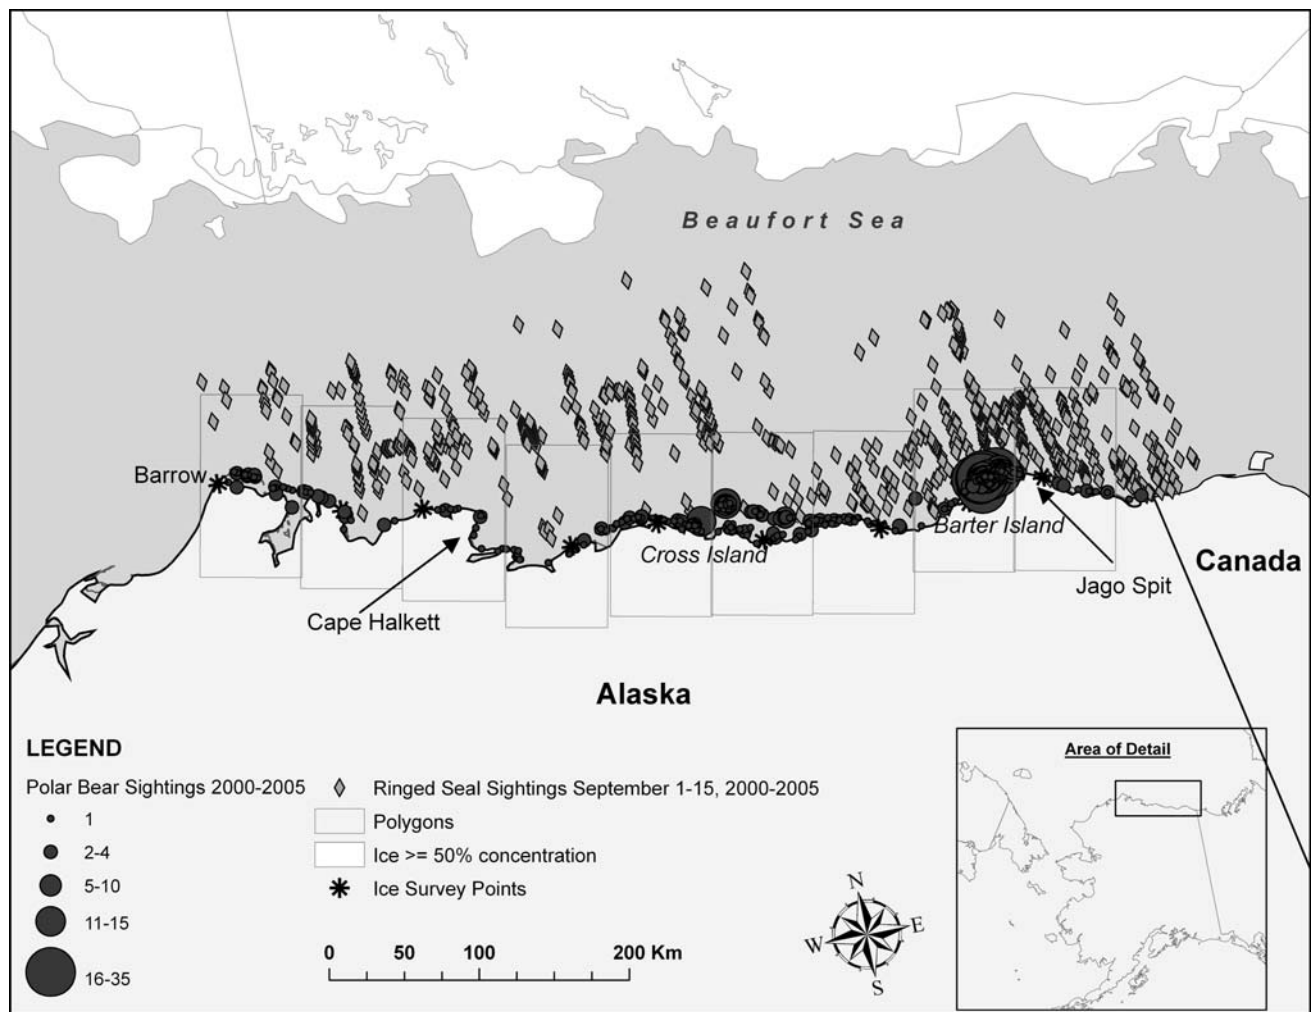 Beaufort Sea
Barrow
Barter Island
Cross Island
Canada
Jago Spit
Cape Halkett
Alaska
LEGEND
Polar Bear Sightings 2000-2005
1
2-4
5-10
11-15
16-35
Ringed Seal Sightings September 1-15, 2000-2005
Polygons
Ice >= 50% concentration
Ice Survey Points
0 50 100 200 Km
N
E
W
S
Area of Detail